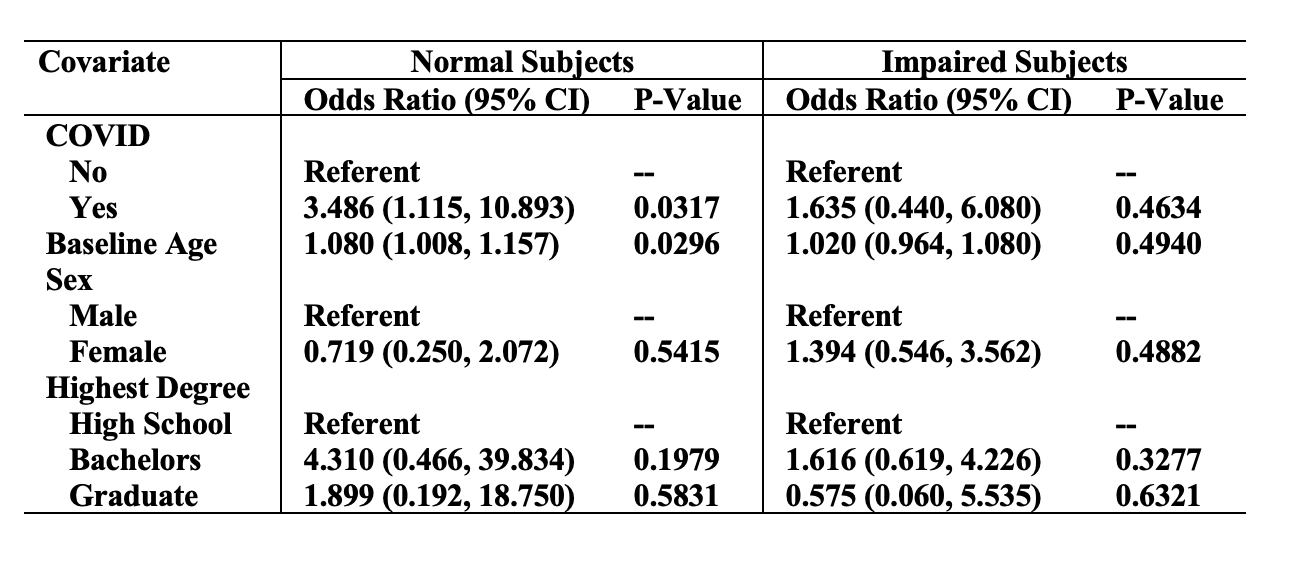 Covariate Normal Subjects Impaired Subjects
Odds Ratio (95% CI) P-Value Odds Ratio (95% CI) P-Value
COVID
No Referent -- Referent --
Yes 3.486 (1.115, 10.893) 0.0317 1.635 (0.440, 6.080) 0.4634
Baseline Age 1.080 (1.008, 1.157) 0.0296 1.020 (0.964, 1.080) 0.4940
Sex
Male Referent -- Referent --
Female 0.719 (0.250, 2.072) 0.5415 1.394 (0.546, 3.562) 0.4882
Highest Degree
High School Referent -- Referent --
Bachelors 4.310 (0.466, 39.834) 0.1979 1.616 (0.619, 4.226) 0.3277
Graduate 1.899 (0.192, 18.750) 0.5831 0.575 (0.060, 5.535) 0.6321